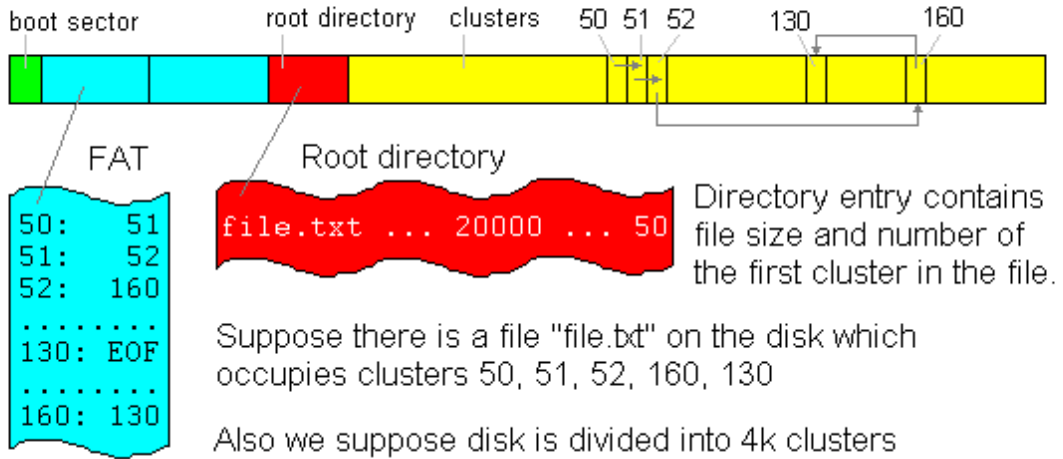 boot sector root directory clusters 50 51 52 130 160
FAT
Root directory
50: 51
51: 52
52: 160
........
130: EOF
........
160: 130
file.txt ... 20000 ... 50
Directory entry contains
file size and number of
the first cluster in the file.
Suppose there is a file "file.txt" on the disk which
occupies clusters 50, 51, 52, 160, 130
Also we suppose disk is divided into 4k clusters